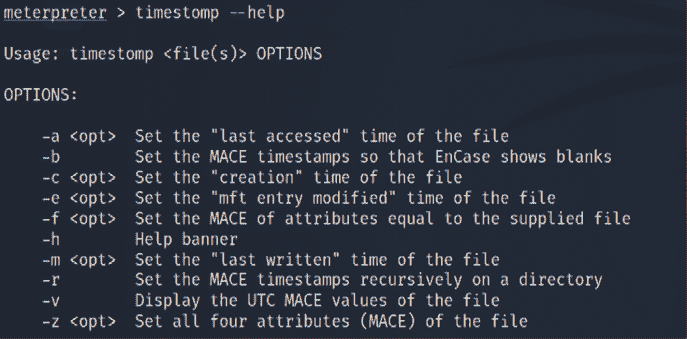 meterpreter > timestomp --help
Usage: timestomp <file(s)> OPTIONS
OPTIONS:
-a <opt> Set the "last accessed" time of the file
-b Set the MACE timestamps so that EnCase shows blanks
-c <opt> Set the "creation" time of the file
-e <opt> Set the "mft entry modified" time of the file
-f <opt> Set the MACE of attributes equal to the supplied file
-h Help banner
-m <opt> Set the "last written" time of the file
-r Set the MACE timestamps recursively on a directory
-v Display the UTC MACE values of the file
-z <opt> Set all four attributes (MACE) of the file